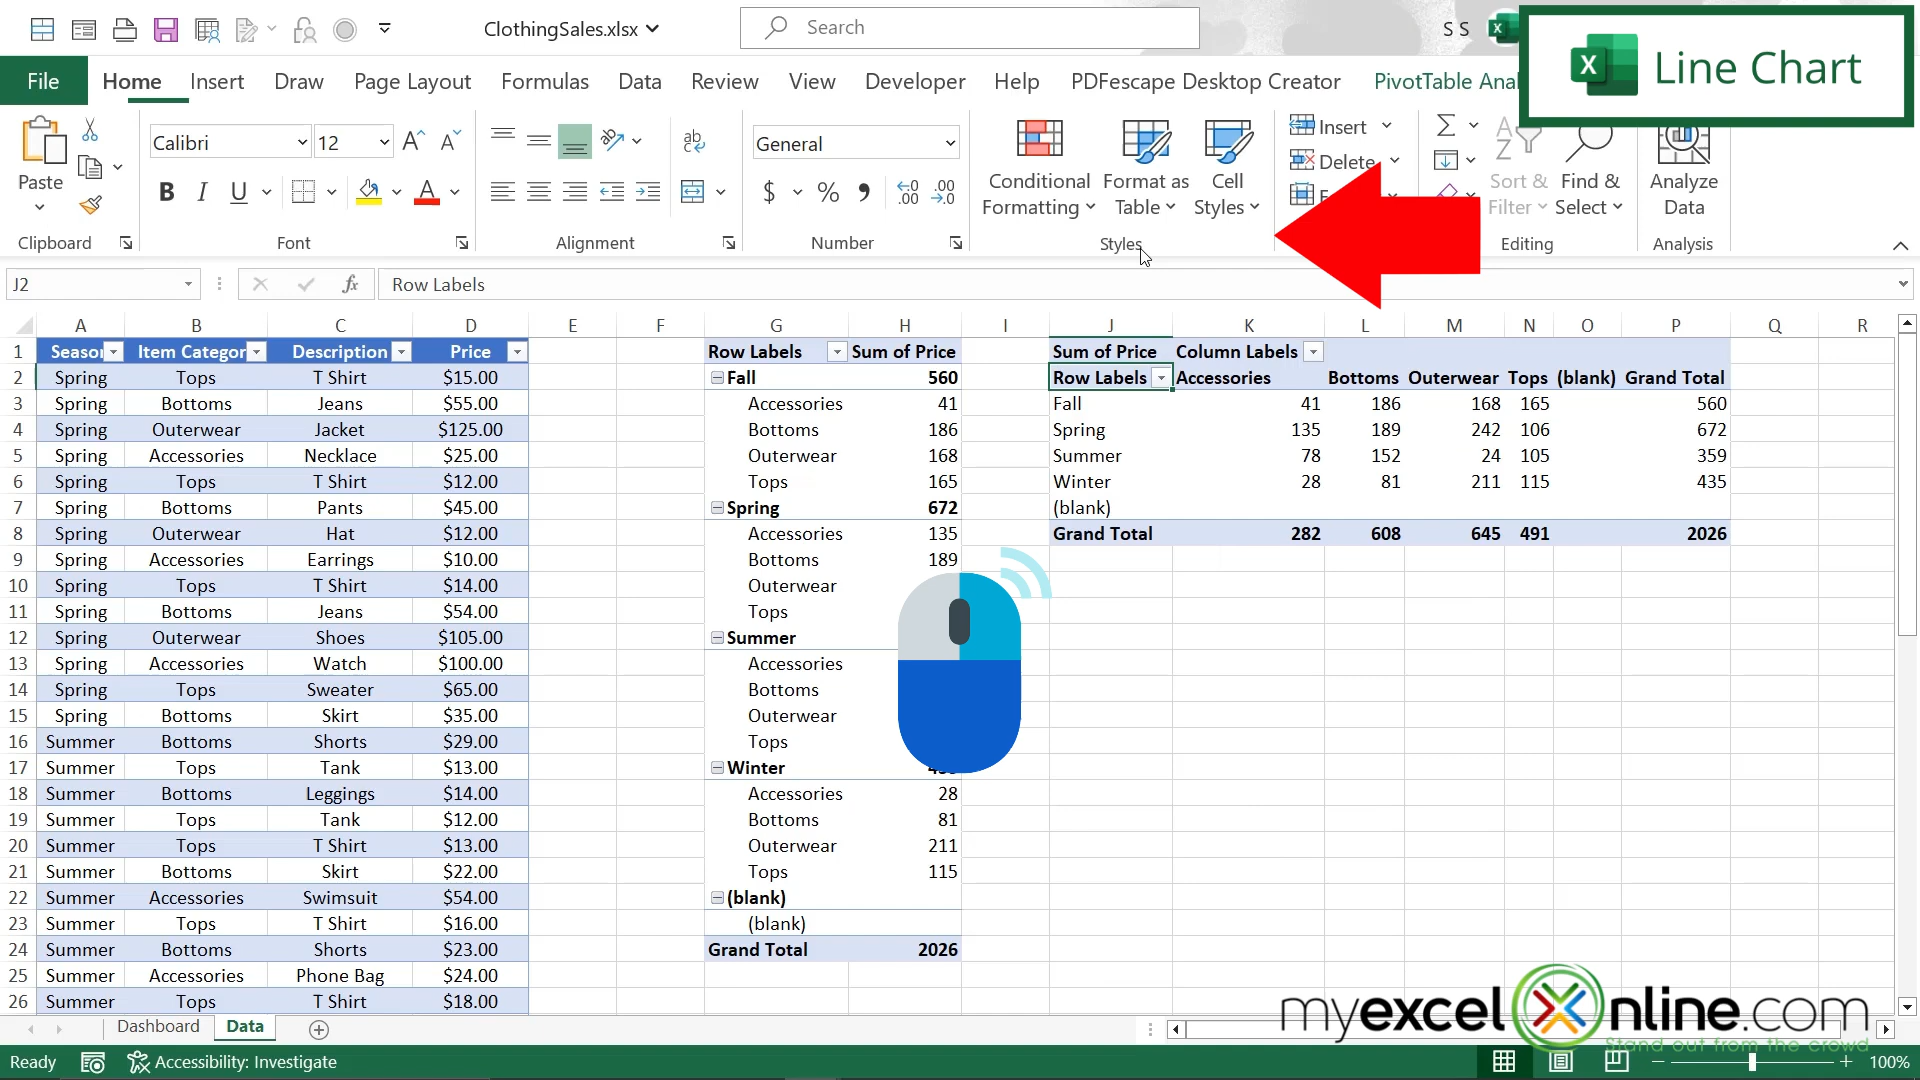 ClothingSales.xlsx
Search
S S
Line Chart
File Home Insert Draw Page Layout Formulas Data Review View Developer Help PDFescape Desktop Creator PivotTable Anal
Paste
Calibri 12
General
Conditional Formatting
Format as Table
Cell Styles
Insert
Delete
Sort & Filter
Find & Select
Analyze Data
Clipboard Font Alignment Number Styles Editing Analysis
J2 fx Row Labels
A B C D E F G H I J K L M N O P Q R
1 Season Item Categor Description Price Row Labels Sum of Price Sum of Price Column Labels
2 Spring Tops T Shirt $15.00 Fall 560 Row Labels Accessories Bottoms Outerwear Tops (blank) Grand Total
3 Spring Bottoms Jeans $55.00 Accessories 41 Fall 41 186 168 165 560
4 Spring Outerwear Jacket $125.00 Bottoms 186 Spring 135 189 242 106 672
5 Spring Accessories Necklace $25.00 Outerwear 168 Summer 78 152 24 105 359
6 Spring Tops T Shirt $12.00 Tops 165 Winter 28 81 211 115 435
7 Spring Bottoms Pants $45.00 Spring 672 (blank)
8 Spring Outerwear Hat $12.00 Accessories 135 Grand Total 282 608 645 491 2026
9 Spring Accessories Earrings $10.00 Bottoms 189
10 Spring Tops T Shirt $14.00 Outerwear
11 Spring Bottoms Jeans $54.00 Tops
12 Spring Outerwear Shoes $105.00 Summer
13 Spring Accessories Watch $100.00 Accessories
14 Spring Tops Sweater $65.00 Bottoms
15 Spring Bottoms Skirt $35.00 Outerwear
16 Summer Bottoms Shorts $29.00 Tops
17 Summer Tops Tank $13.00 Winter
18 Summer Bottoms Leggings $14.00 Accessories 28
19 Summer Tops Tank $12.00 Bottoms 81
20 Summer Tops T Shirt $13.00 Outerwear 211
21 Summer Bottoms Skirt $22.00 Tops 115
22 Summer Accessories Swimsuit $54.00 (blank)
23 Summer Tops T Shirt $16.00 (blank)
24 Summer Bottoms Shorts $23.00 Grand Total 2026
25 Summer Accessories Phone Bag $24.00
26 Summer Tops T Shirt $18.00
Dashboard Data
myexcelonline.com
Stand out from the crowd
Ready Accessibility: Investigate 100%